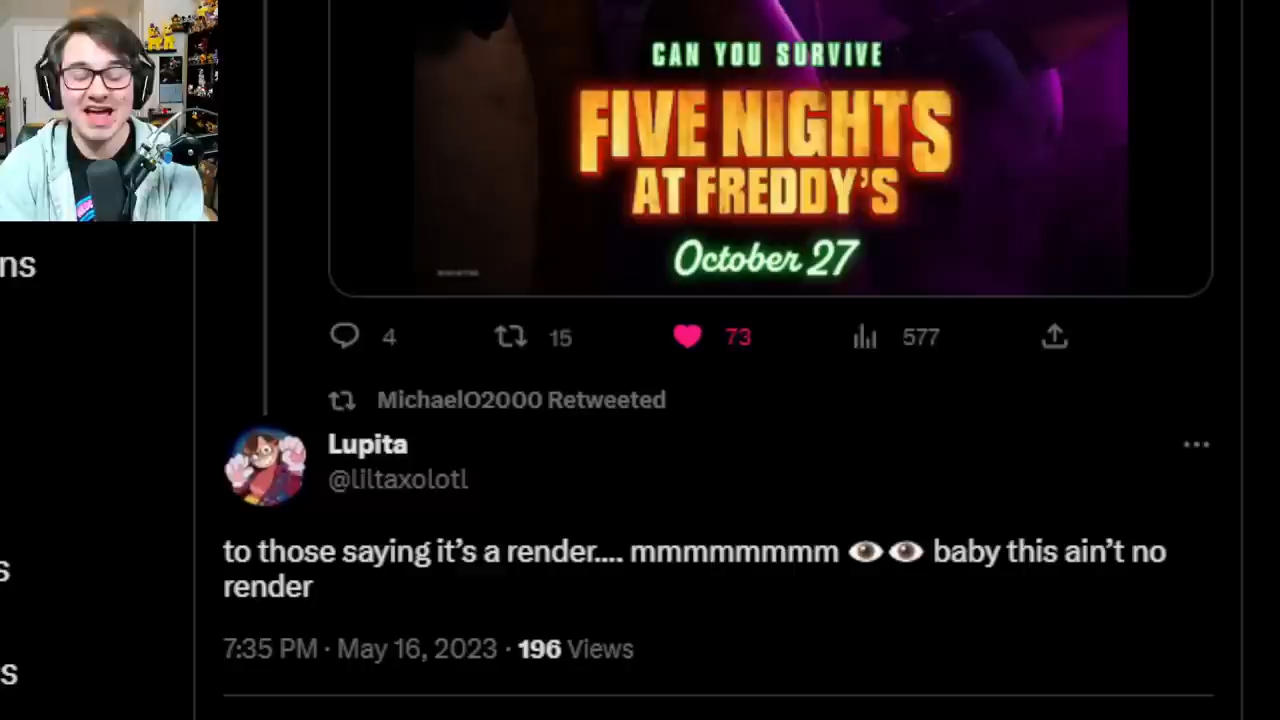 CAN YOU SURVIVE
FIVE NIGHTS
AT FREDDY'S
October 27
ns
4 15 73 577
MichaelO2000 Retweeted
Lupita
@liltaxolotl
to those saying it's a render.... mmmmmmmm 👁️👁️ baby this ain't no
render
s
7:35 PM · May 16, 2023 · 196 Views
s